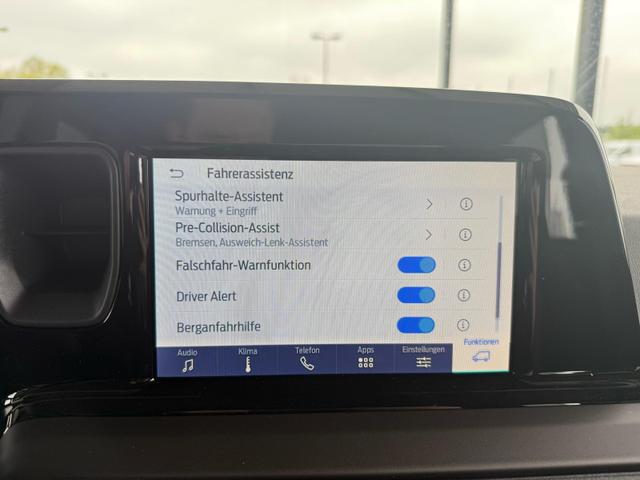 Fahrerassistenz
Spurhalte-Assistent
Warnung + Eingriff
Pre-Collision-Assist
Bremsen, Ausweich-Lenk-Assistent
Falschfahr-Warnfunktion
Driver Alert
Berganfahrhilfe
Audio Klima Telefon Apps Einstellungen Funktionen